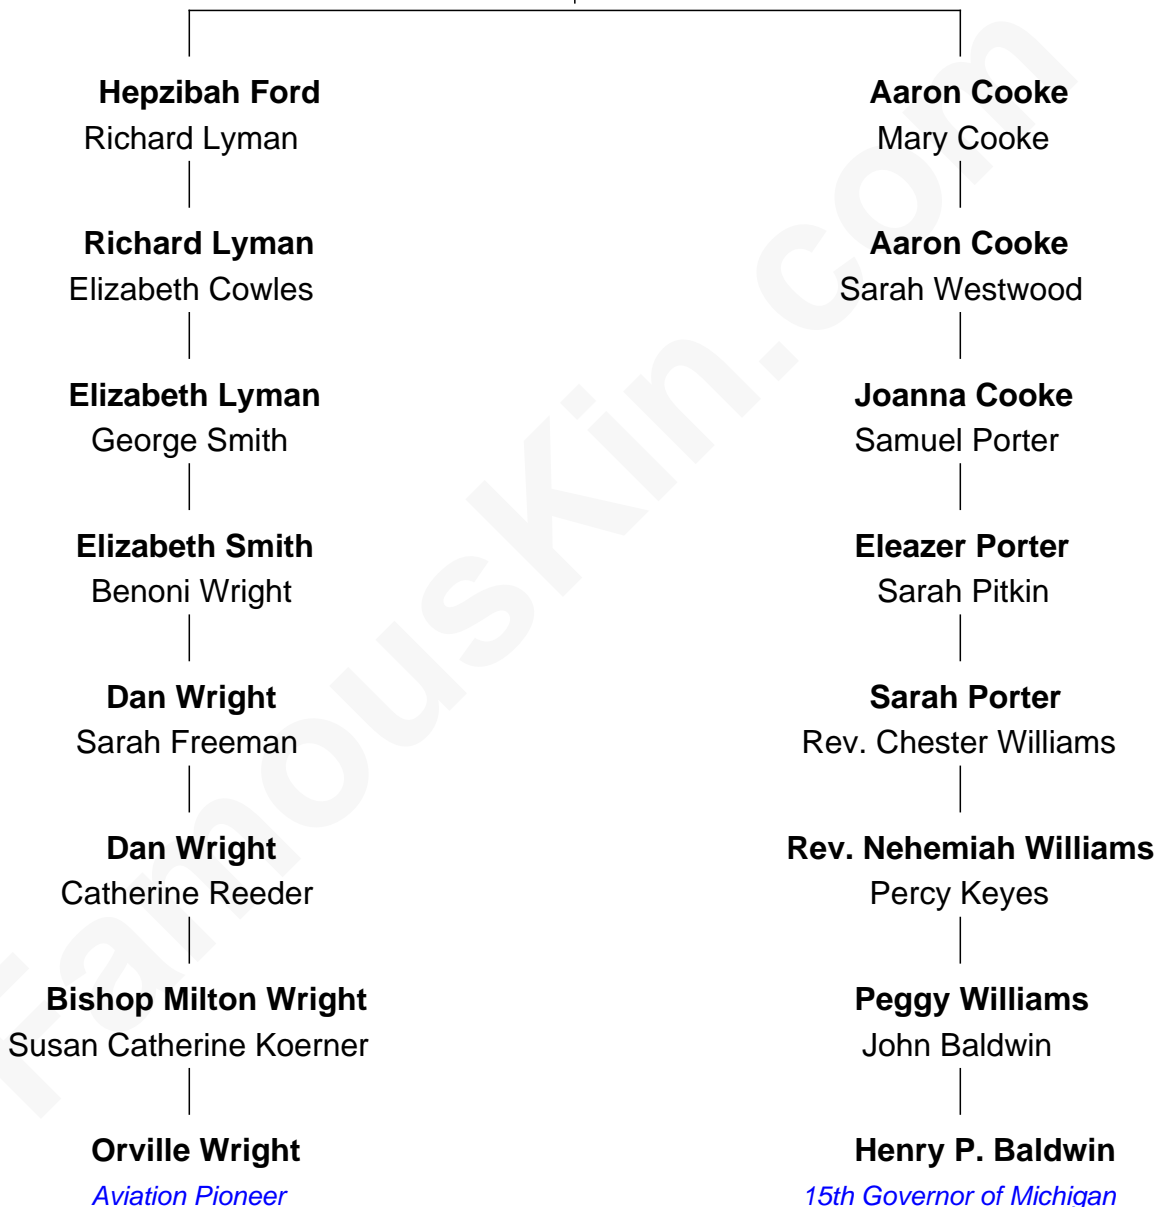 Hepzibah Ford
Richard Lyman
Aaron Cooke
Mary Cooke
Richard Lyman
Elizabeth Cowles
Aaron Cooke
Sarah Westwood
Elizabeth Lyman
George Smith
Joanna Cooke
Samuel Porter
Elizabeth Smith
Benoni Wright
Eleazer Porter
Sarah Pitkin
Dan Wright
Sarah Freeman
Sarah Porter
Rev. Chester Williams
Dan Wright
Catherine Reeder
Rev. Nehemiah Williams
Percy Keyes
Bishop Milton Wright
Susan Catherine Koerner
Peggy Williams
John Baldwin
Orville Wright
Aviation Pioneer
Henry P. Baldwin
15th Governor of Michigan
FamousKin.com